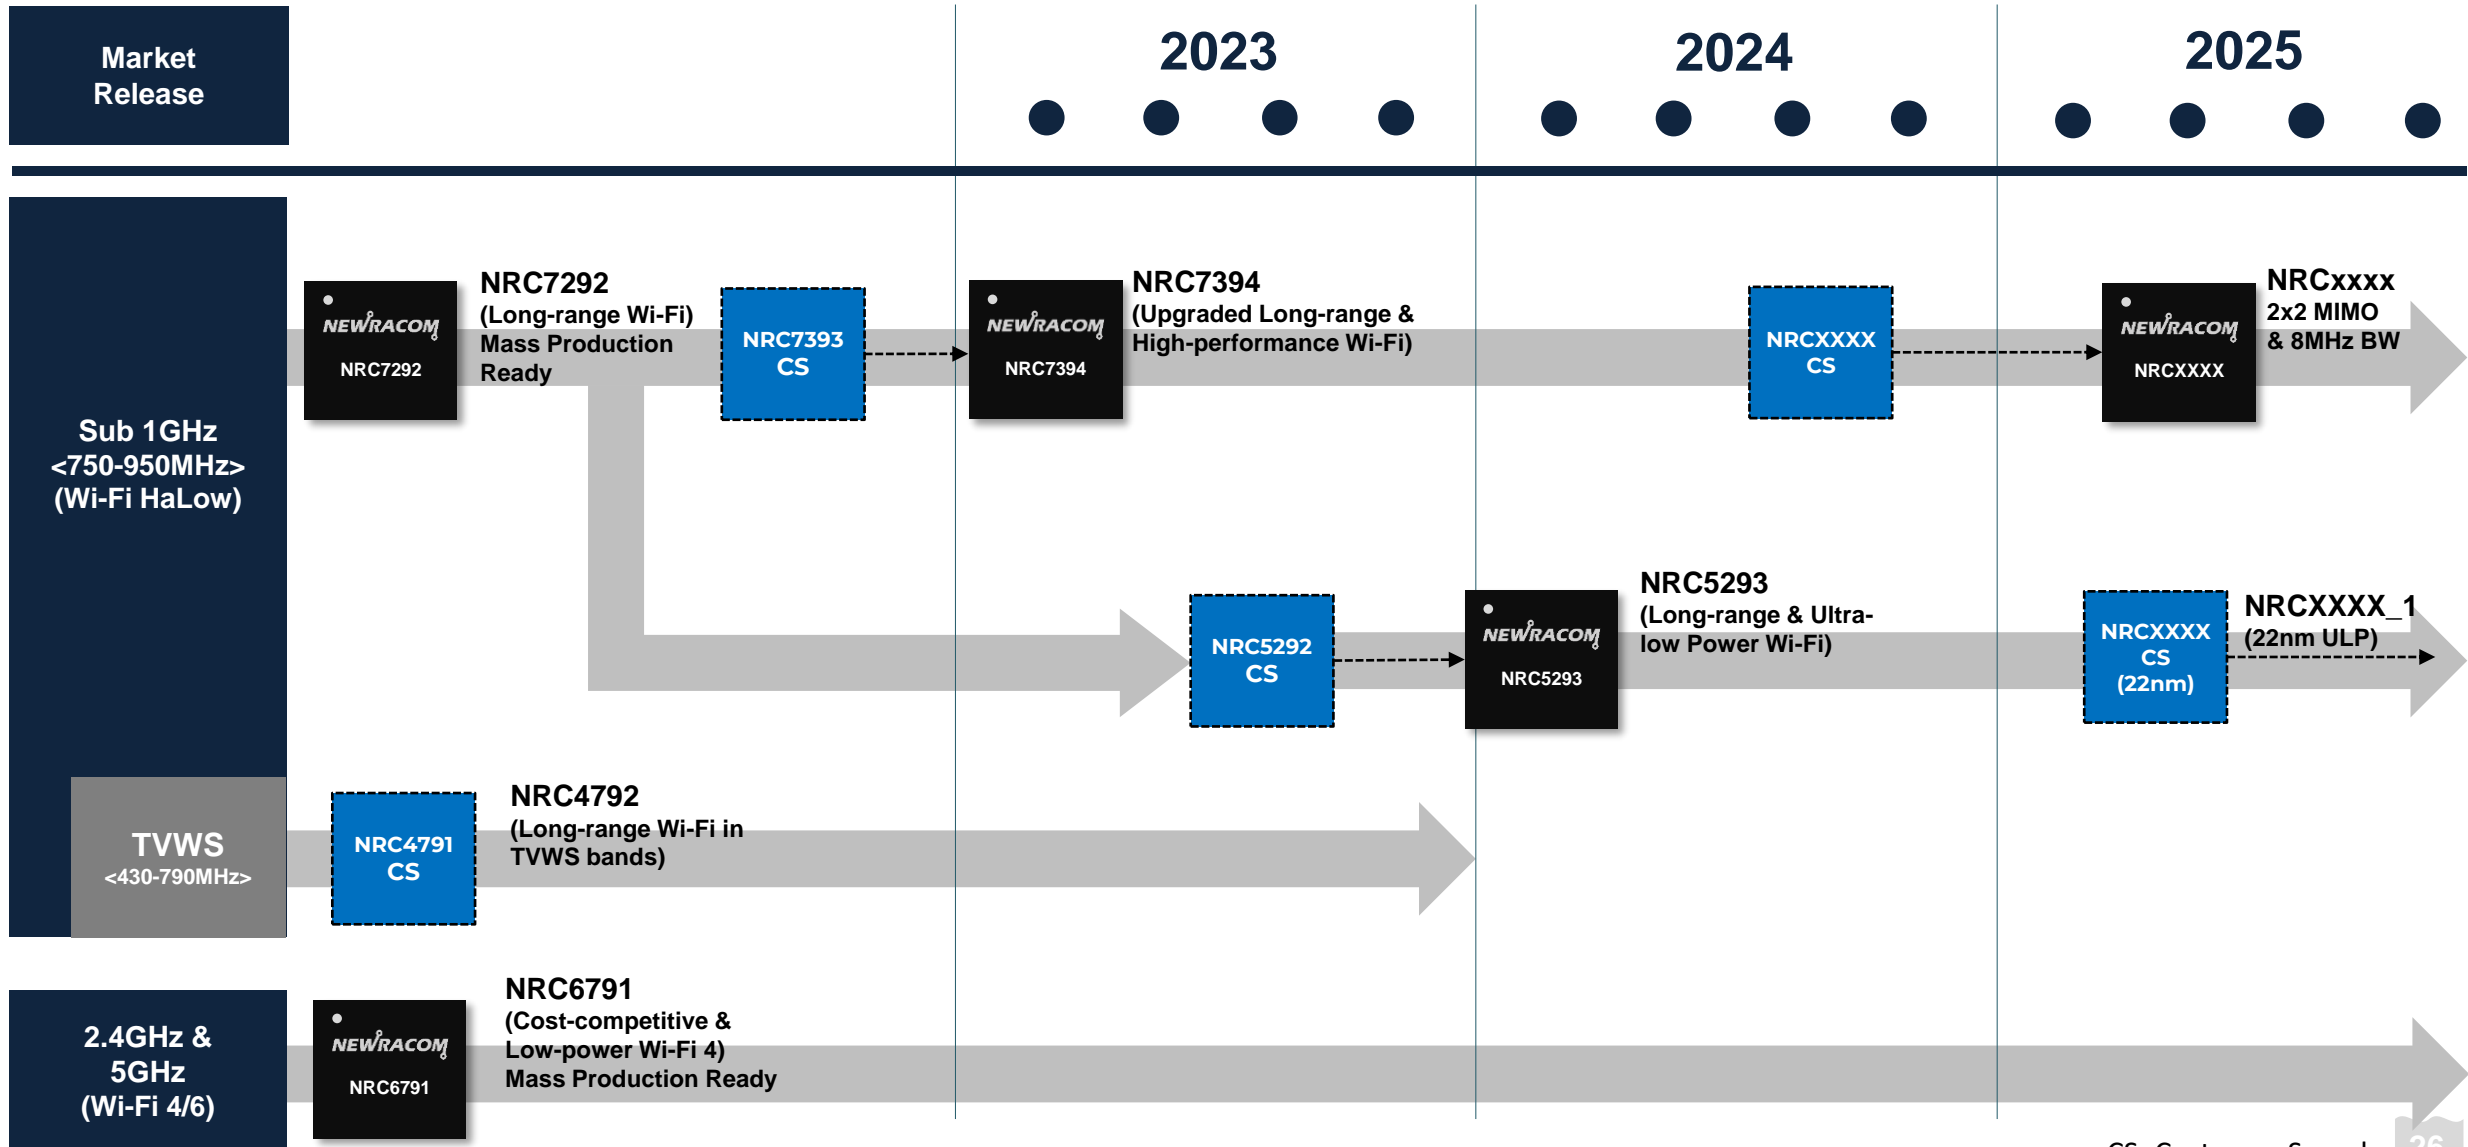 Market
Release
2023
2024
2025
Sub 1GHz
<750-950MHz>
(Wi-Fi HaLow)
NEWRACOM
NRC7292
NRC7292
(Long-range Wi-Fi)
Mass Production
Ready
NRC7393
CS
NEWRACOM
NRC7394
NRC7394
(Upgraded Long-range &
High-performance Wi-Fi)
NRCXXXX
CS
NEWRACOM
NRCXXXX
NRCxxxx
2x2 MIMO
& 8MHz BW
NRC5292
CS
NEWRACOM
NRC5293
NRC5293
(Long-range & Ultra-
low Power Wi-Fi)
NRCXXXX
CS
(22nm)
NRCXXXX_1
(22nm ULP)
TVWS
<430-790MHz>
NRC4791
CS
NRC4792
(Long-range Wi-Fi in
TVWS bands)
2.4GHz &
5GHz
(Wi-Fi 4/6)
NEWRACOM
NRC6791
NRC6791
(Cost-competitive &
Low-power Wi-Fi 4)
Mass Production Ready
26